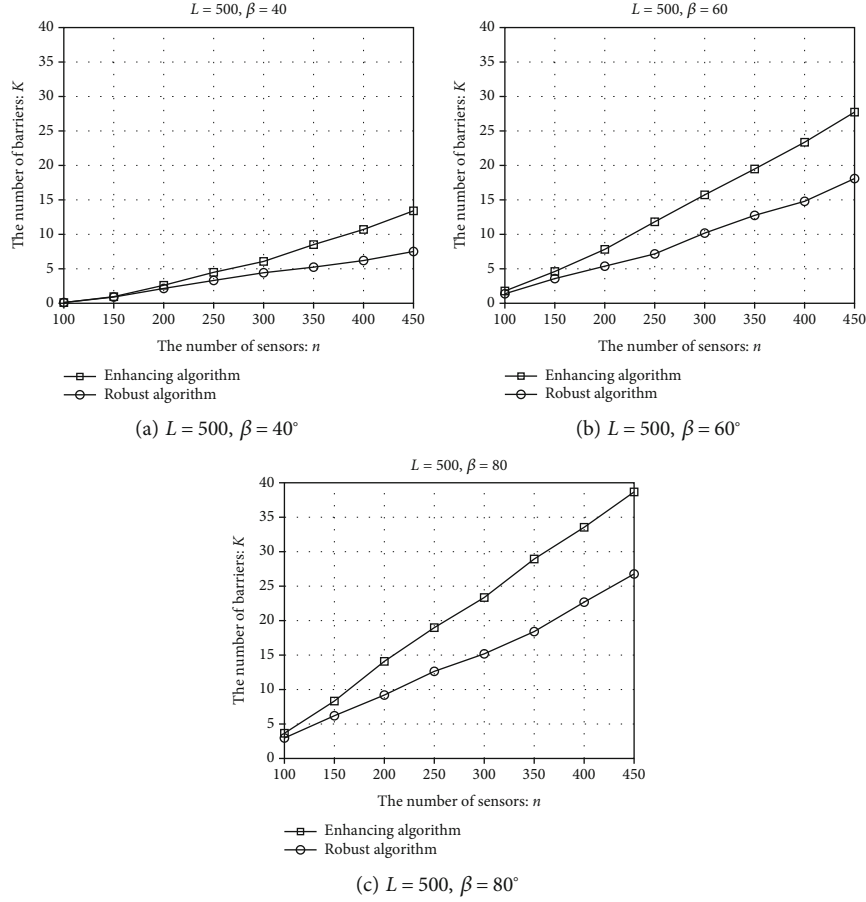 L = 500, β = 40
40
35
30
25
20
15
10
5
0
The number of barriers: K
100 150 200 250 300 350 400 450
The number of sensors: n
Enhancing algorithm
Robust algorithm
(a) L = 500, β = 40°
L = 500, β = 60
40
35
30
25
20
15
10
5
0
The number of barriers: K
100 150 200 250 300 350 400 450
The number of sensors: n
Enhancing algorithm
Robust algorithm
(b) L = 500, β = 60°
L = 500, β = 80
40
35
30
25
20
15
10
5
0
The number of barriers: K
100 150 200 250 300 350 400 450
The number of sensors: n
Enhancing algorithm
Robust algorithm
(c) L = 500, β = 80°